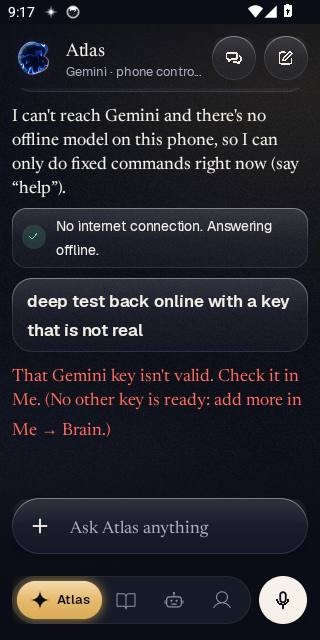 9:17
Atlas
Gemini · phone contro...
I can't reach Gemini and there's no
offline model on this phone, so I can
only do fixed commands right now (say
“help”).
No internet connection. Answering
offline.
deep test back online with a key
that is not real
That Gemini key isn't valid. Check it in
Me. (No other key is ready: add more in
Me → Brain.)
Ask Atlas anything
Atlas